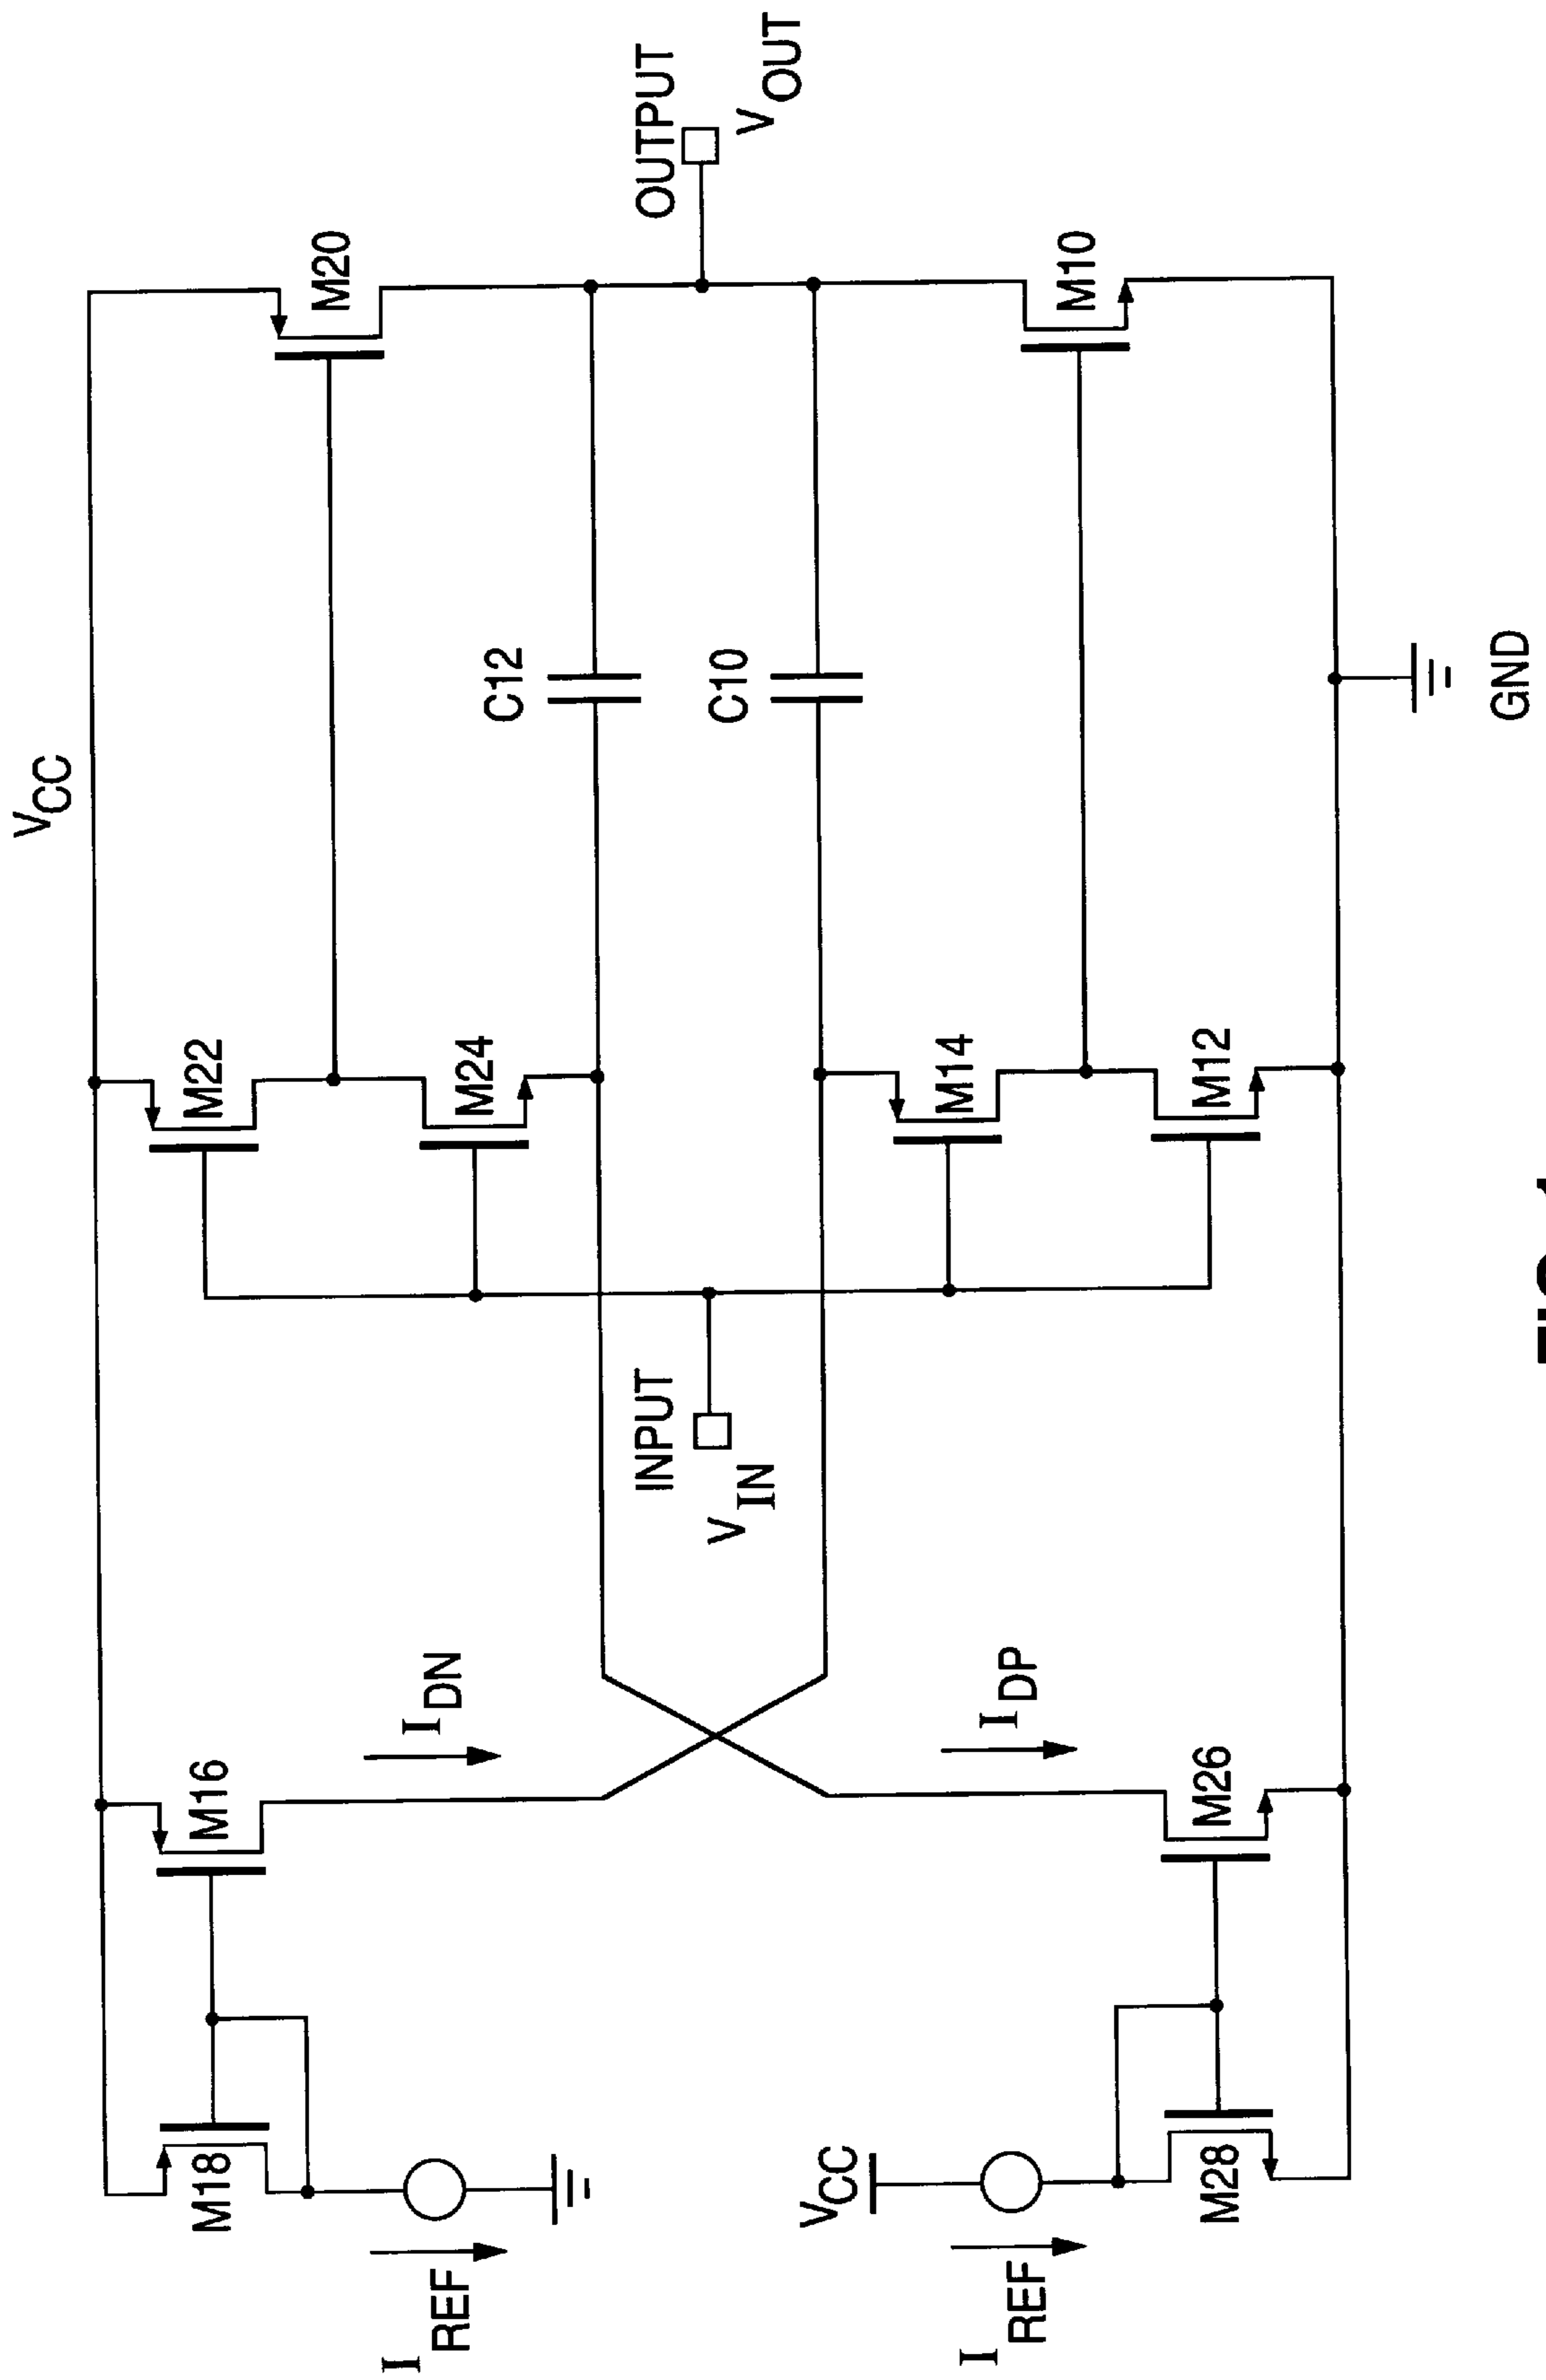 VCC
M20
M22
M18
M16
M24
C12
IDN
IREF
OUTPUT
VOUT
INPUT
VIN
C10
VCC
M14
IDP
IREF
M10
M12
M26
M28
GND